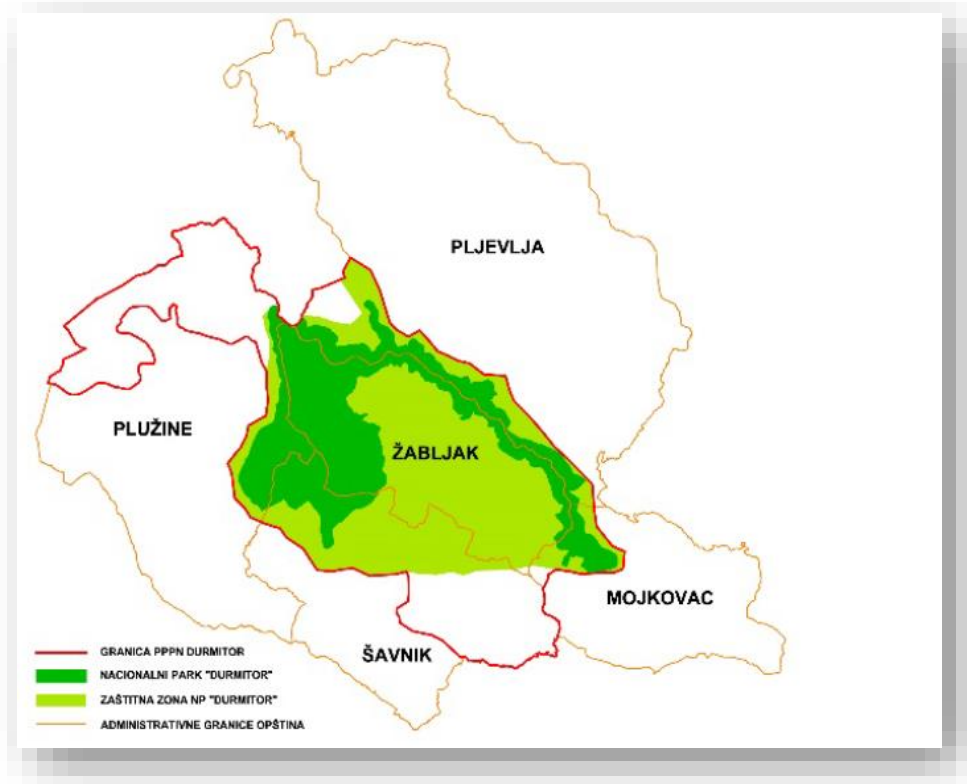 PLJEVLJA
PLUŽINE
ŽABLJAK
MOJKOVAC
ŠAVNIK
GRANICA PPPN DURMITOR
NACIONALNI PARK "DURMITOR"
ZAŠTITNA ZONA NP "DURMITOR"
ADMINISTRATIVNE GRANICE OPŠTINA